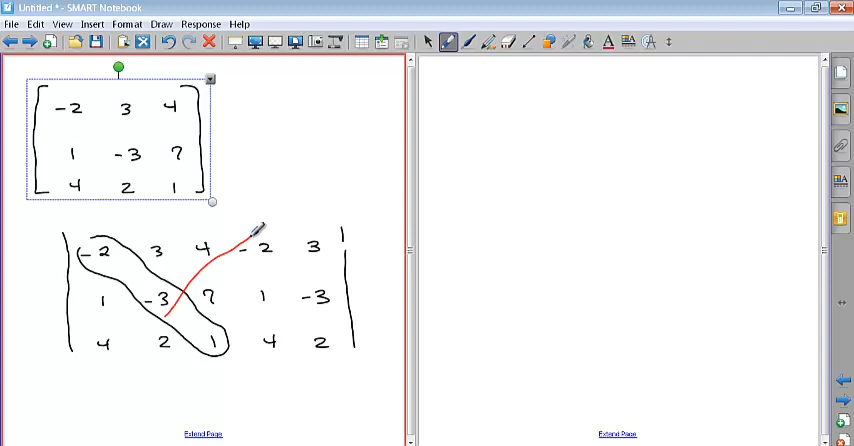 Untitled * - SMART Notebook
File Edit View Insert Format Draw Response Help
-2 3 4
1 -3 7
4 2 1
-2 3 4 -2 3
1 -3 7 1 -3
4 2 1 4 2
Extend Page Extend Page